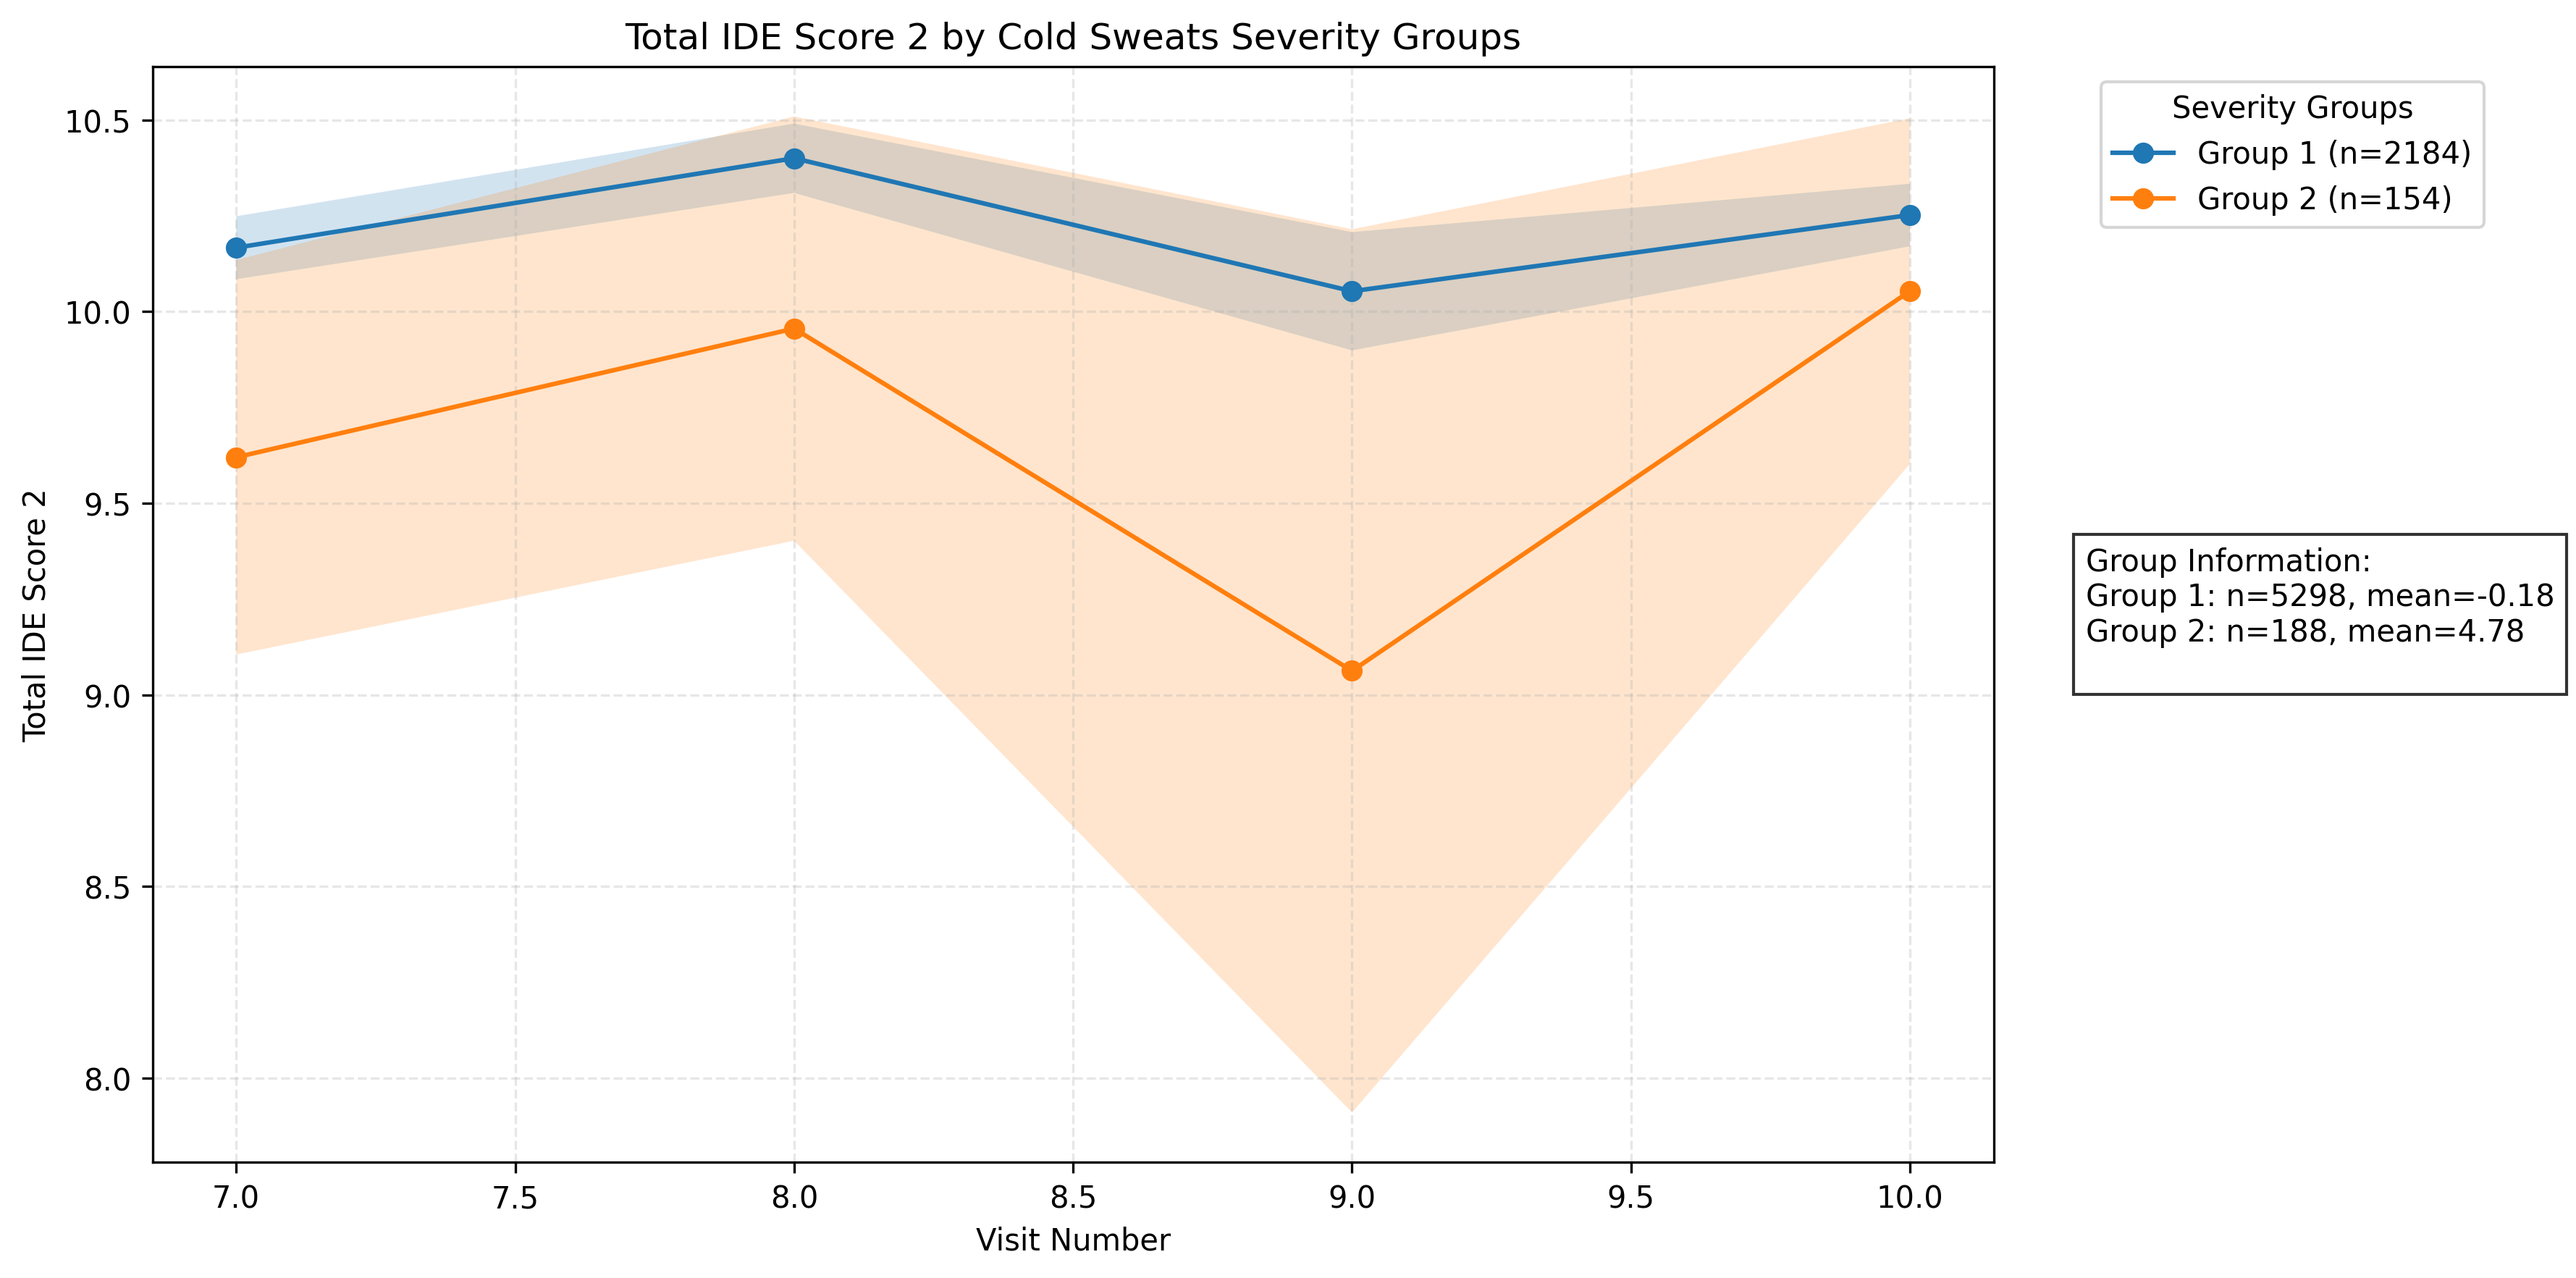 Total IDE Score 2 by Cold Sweats Severity Groups
Total IDE Score 2
10.5
10.0
9.5
9.0
8.5
8.0
7.0 7.5 8.0 8.5 9.0 9.5 10.0
Visit Number
Severity Groups
Group 1 (n=2184)
Group 2 (n=154)
Group Information:
Group 1: n=5298, mean=-0.18
Group 2: n=188, mean=4.78